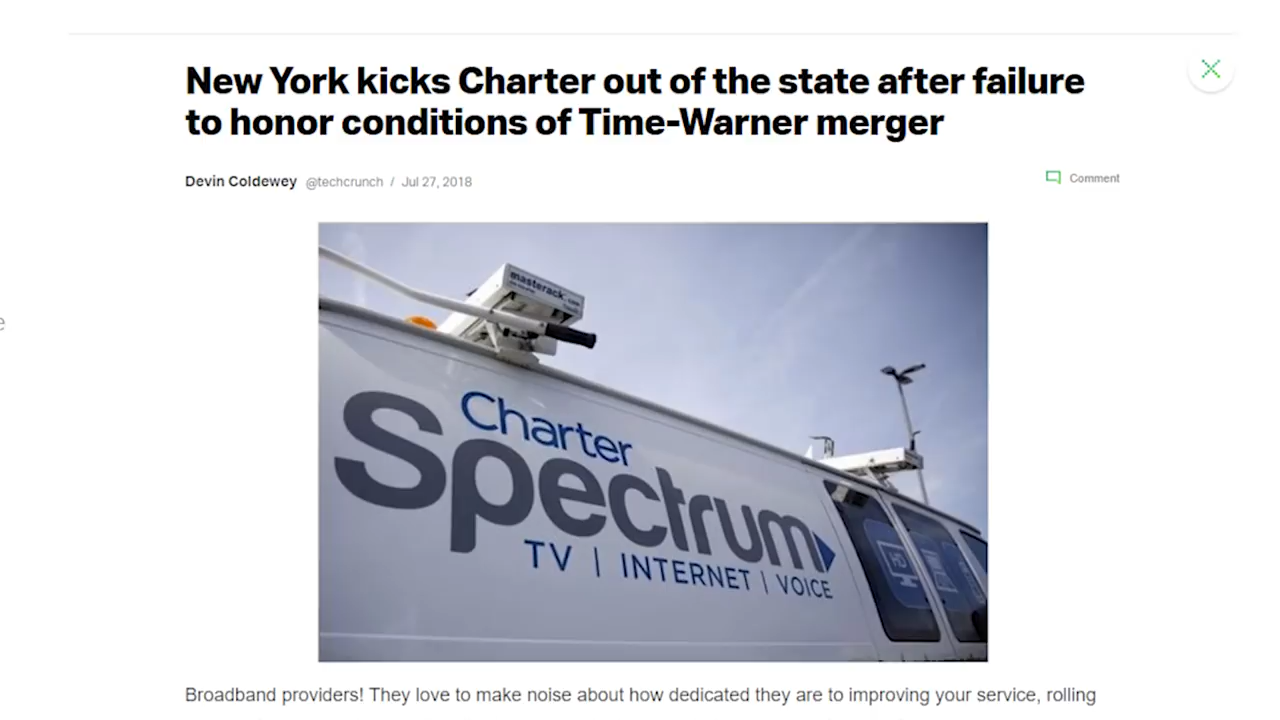 New York kicks Charter out of the state after failure
to honor conditions of Time-Warner merger
Devin Coldewey @techcrunch / Jul 27, 2018
Comment
e
masterack
Charter
Spectrum
TV | INTERNET | VOICE
HD
Broadband providers! They love to make noise about how dedicated they are to improving your service, rolling